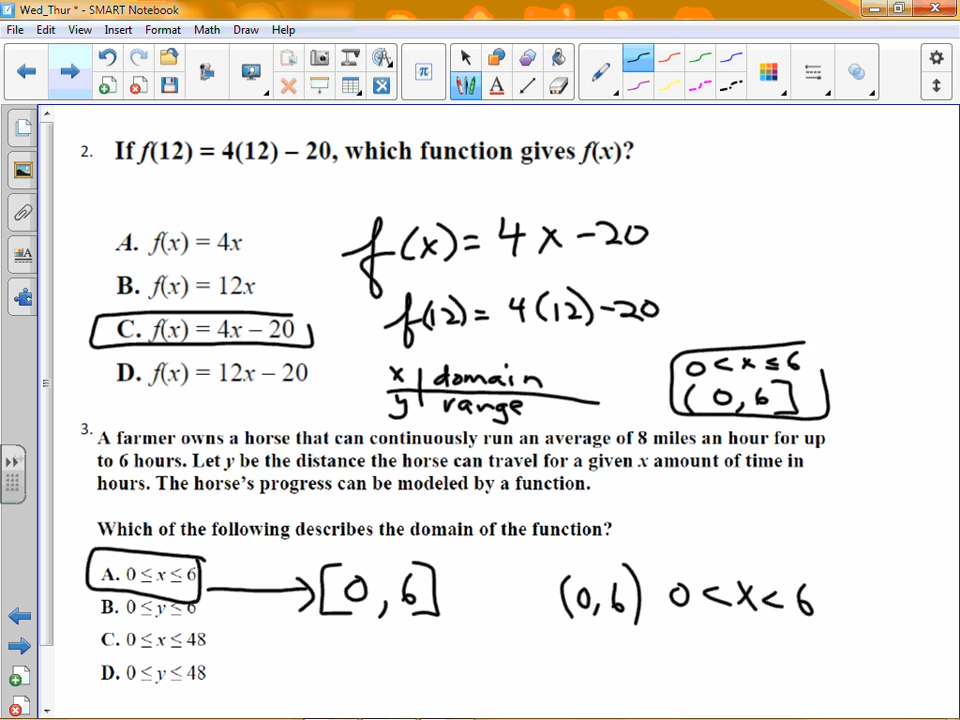 Wed_Thur * - SMART Notebook
File Edit View Insert Format Math Draw Help
π
A
2. If f(12) = 4(12) – 20, which function gives f(x)?
A. f(x) = 4x
B. f(x) = 12x
C. f(x) = 4x – 20
D. f(x) = 12x – 20
f(x) = 4x - 20
f(12) = 4(12) - 20
x | domain
y | range
0 < x ≤ 6
(0, 6]
3. A farmer owns a horse that can continuously run an average of 8 miles an hour for up
to 6 hours. Let y be the distance the horse can travel for a given x amount of time in
hours. The horse's progress can be modeled by a function.
Which of the following describes the domain of the function?
A. 0 ≤ x ≤ 6
B. 0 ≤ y ≤ 6
C. 0 ≤ x ≤ 48
D. 0 ≤ y ≤ 48
[0, 6]
(0, 6) 0 < x < 6